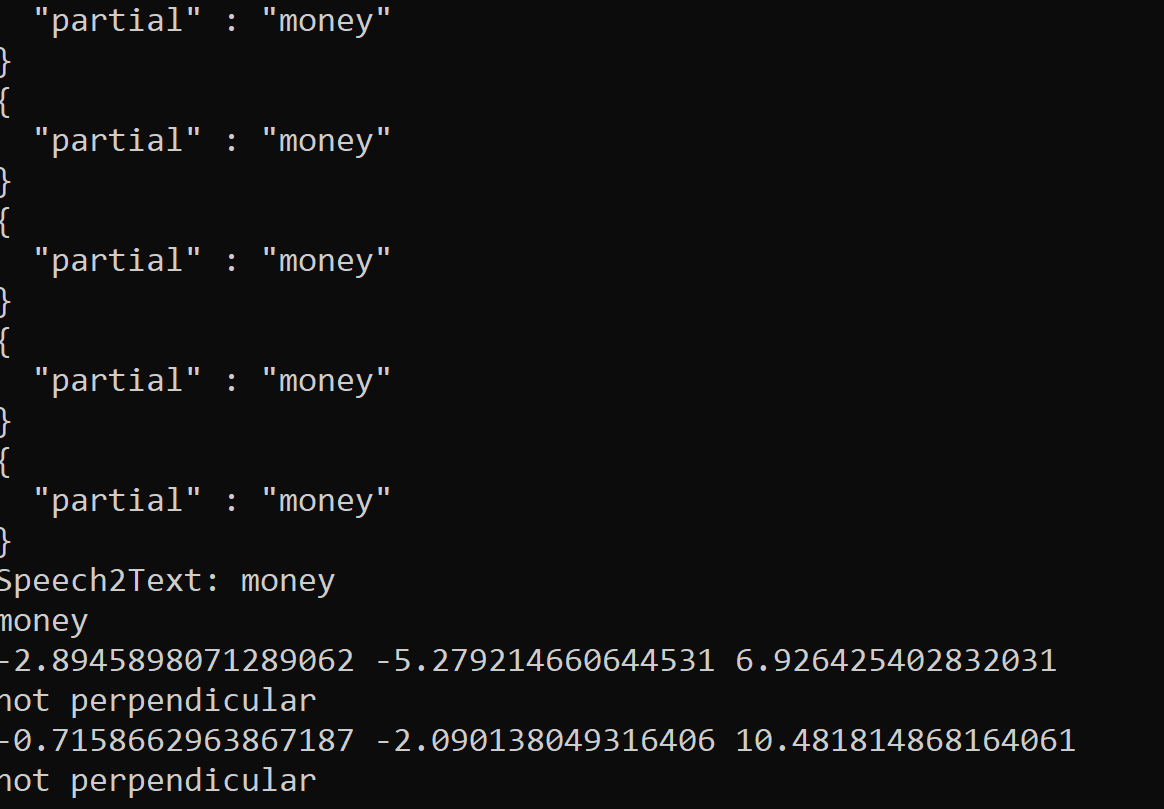 "partial" : "money"
}
{
"partial" : "money"
}
{
"partial" : "money"
}
{
"partial" : "money"
}
{
"partial" : "money"
}
Speech2Text: money
money
-2.8945898071289062 -5.279214660644531 6.926425402832031
not perpendicular
-0.7158662963867187 -2.090138049316406 10.481814868164061
not perpendicular